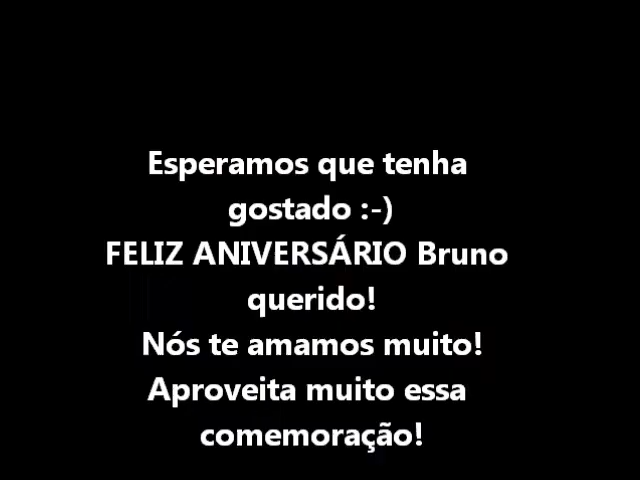 Esperamos que tenha
gostado :-)
FELIZ ANIVERSÁRIO Bruno
querido!
Nós te amamos muito!
Aproveita muito essa
comemoração!